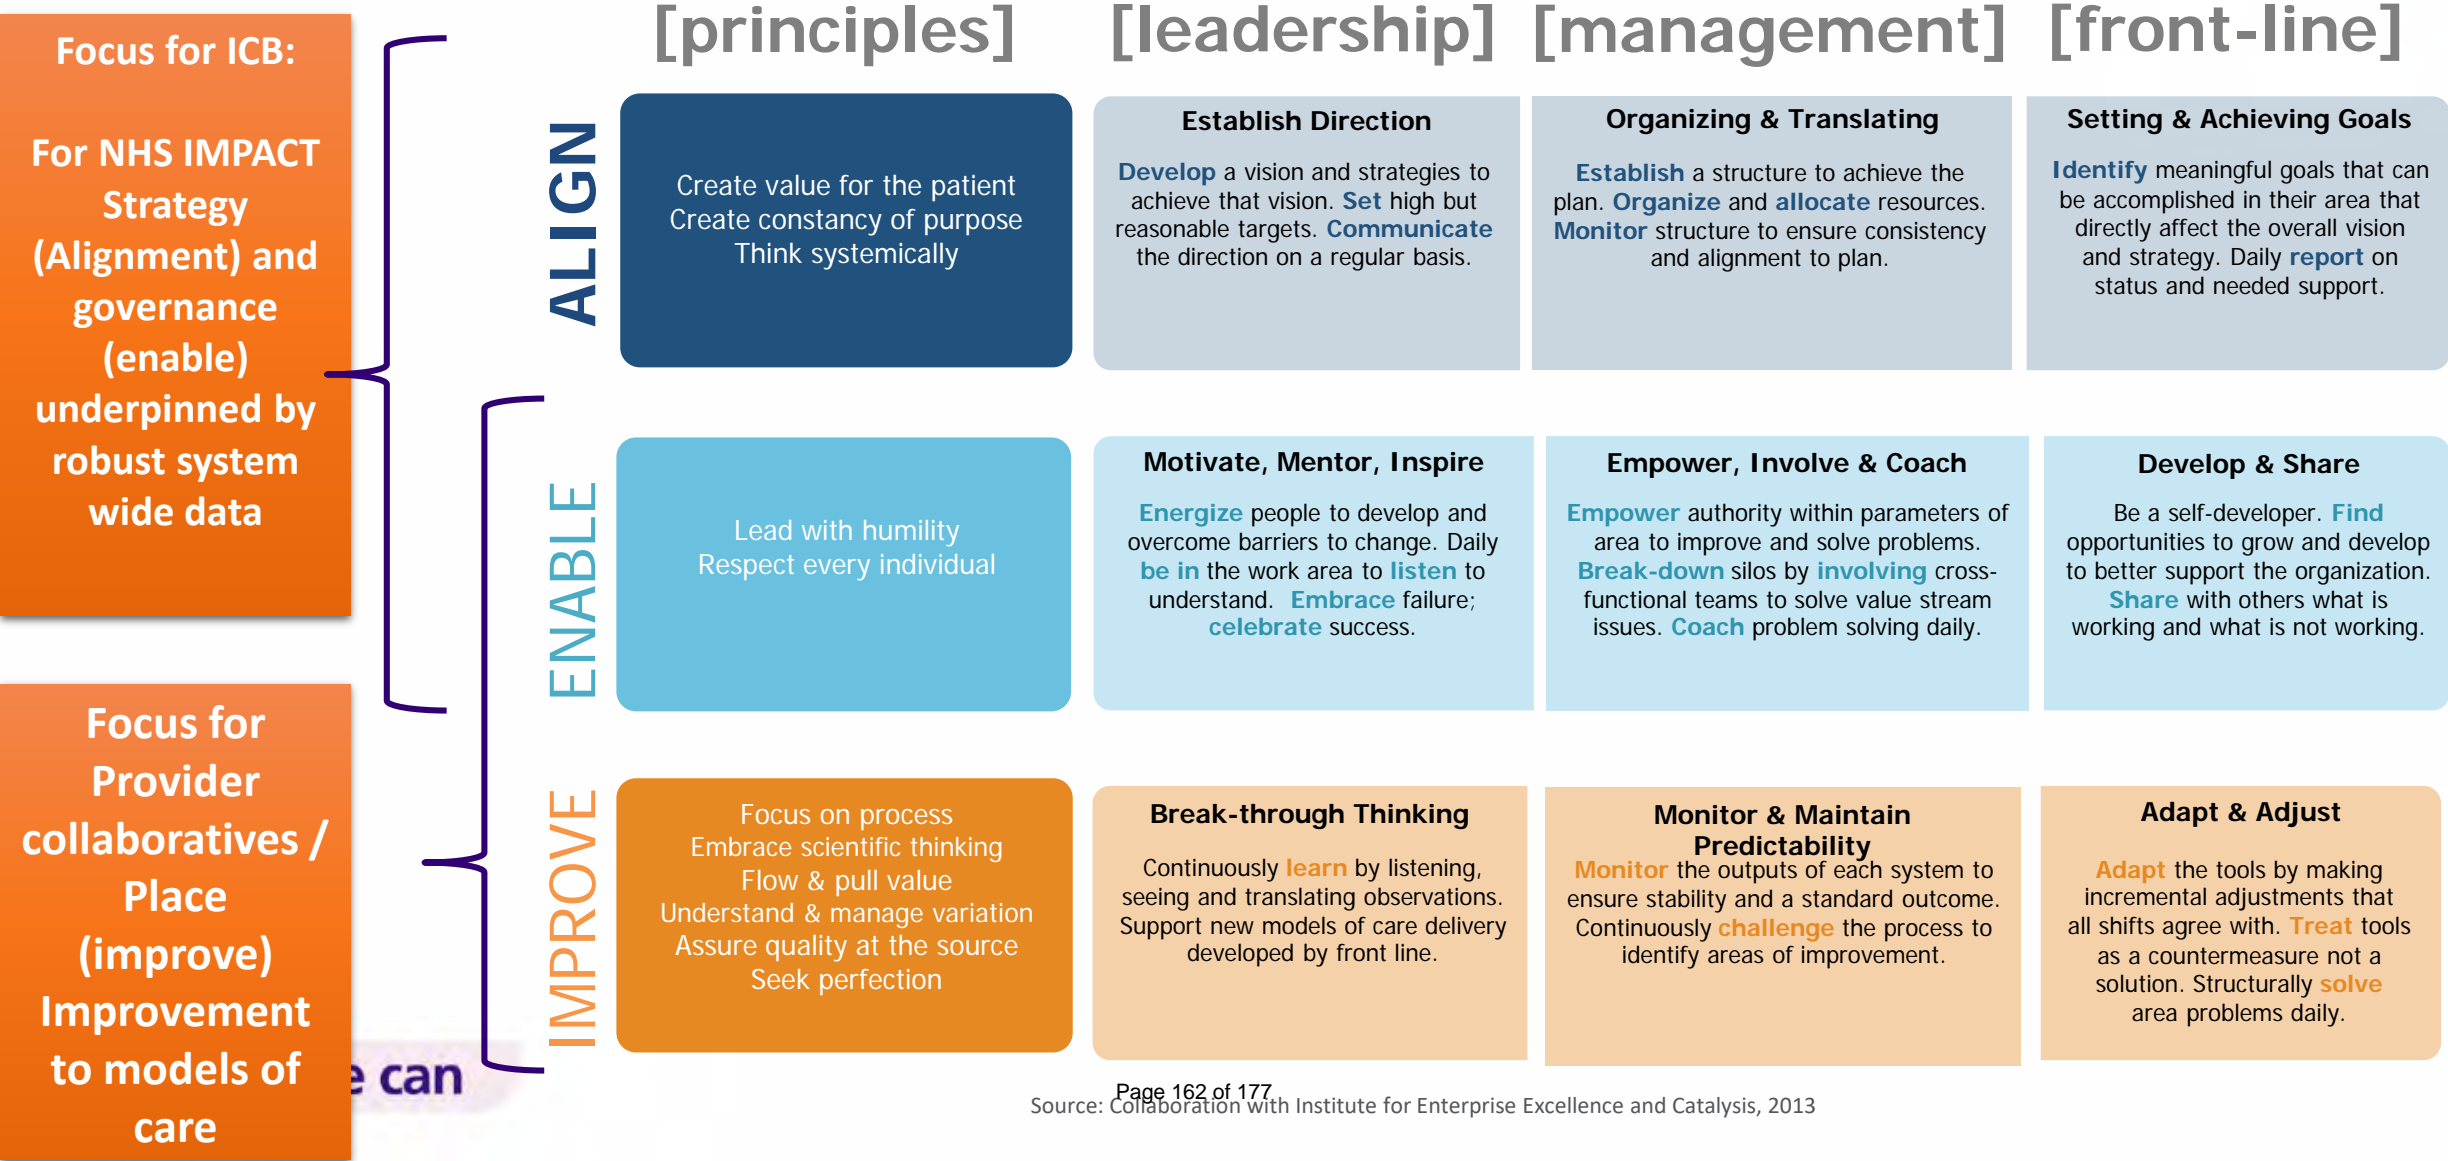 [principles]
[leadership]
[management]
[front-line]
Focus for ICB:
For NHS IMPACT
Strategy
(Alignment) and
governance
(enable)
underpinned by
robust system
wide data
ALIGN
Create value for the patient
Create constancy of purpose
Think systemically
Establish Direction
Develop a vision and strategies to
achieve that vision. Set high but
reasonable targets. Communicate
the direction on a regular basis.
Organizing & Translating
Establish a structure to achieve the
plan. Organize and allocate resources.
Monitor structure to ensure consistency
and alignment to plan.
Setting & Achieving Goals
Identify meaningful goals that can
be accomplished in their area that
directly affect the overall vision
and strategy. Daily report on
status and needed support.
ENABLE
Lead with humility
Respect every individual
Motivate, Mentor, Inspire
Energize people to develop and
overcome barriers to change. Daily
be in the work area to listen to
understand. Embrace failure;
celebrate success.
Empower, Involve & Coach
Empower authority within parameters of
area to improve and solve problems.
Break-down silos by involving cross-
functional teams to solve value stream
issues. Coach problem solving daily.
Develop & Share
Be a self-developer. Find
opportunities to grow and develop
to better support the organization.
Share with others what is
working and what is not working.
Focus for
Provider
collaboratives /
Place
(improve)
Improvement
to models of
care
IMPROVE
Focus on process
Embrace scientific thinking
Flow & pull value
Understand & manage variation
Assure quality at the source
Seek perfection
Break-through Thinking
Continuously learn by listening,
seeing and translating observations.
Support new models of care delivery
developed by front line.
Monitor & Maintain
Predictability
Monitor the outputs of each system to
ensure stability and a standard outcome.
Continuously challenge the process to
identify areas of improvement.
Adapt & Adjust
Adapt the tools by making
incremental adjustments that
all shifts agree with. Treat tools
as a countermeasure not a
solution. Structurally solve
area problems daily.
can
Page 162 of 177
Source: Collaboration with Institute for Enterprise Excellence and Catalysis, 2013